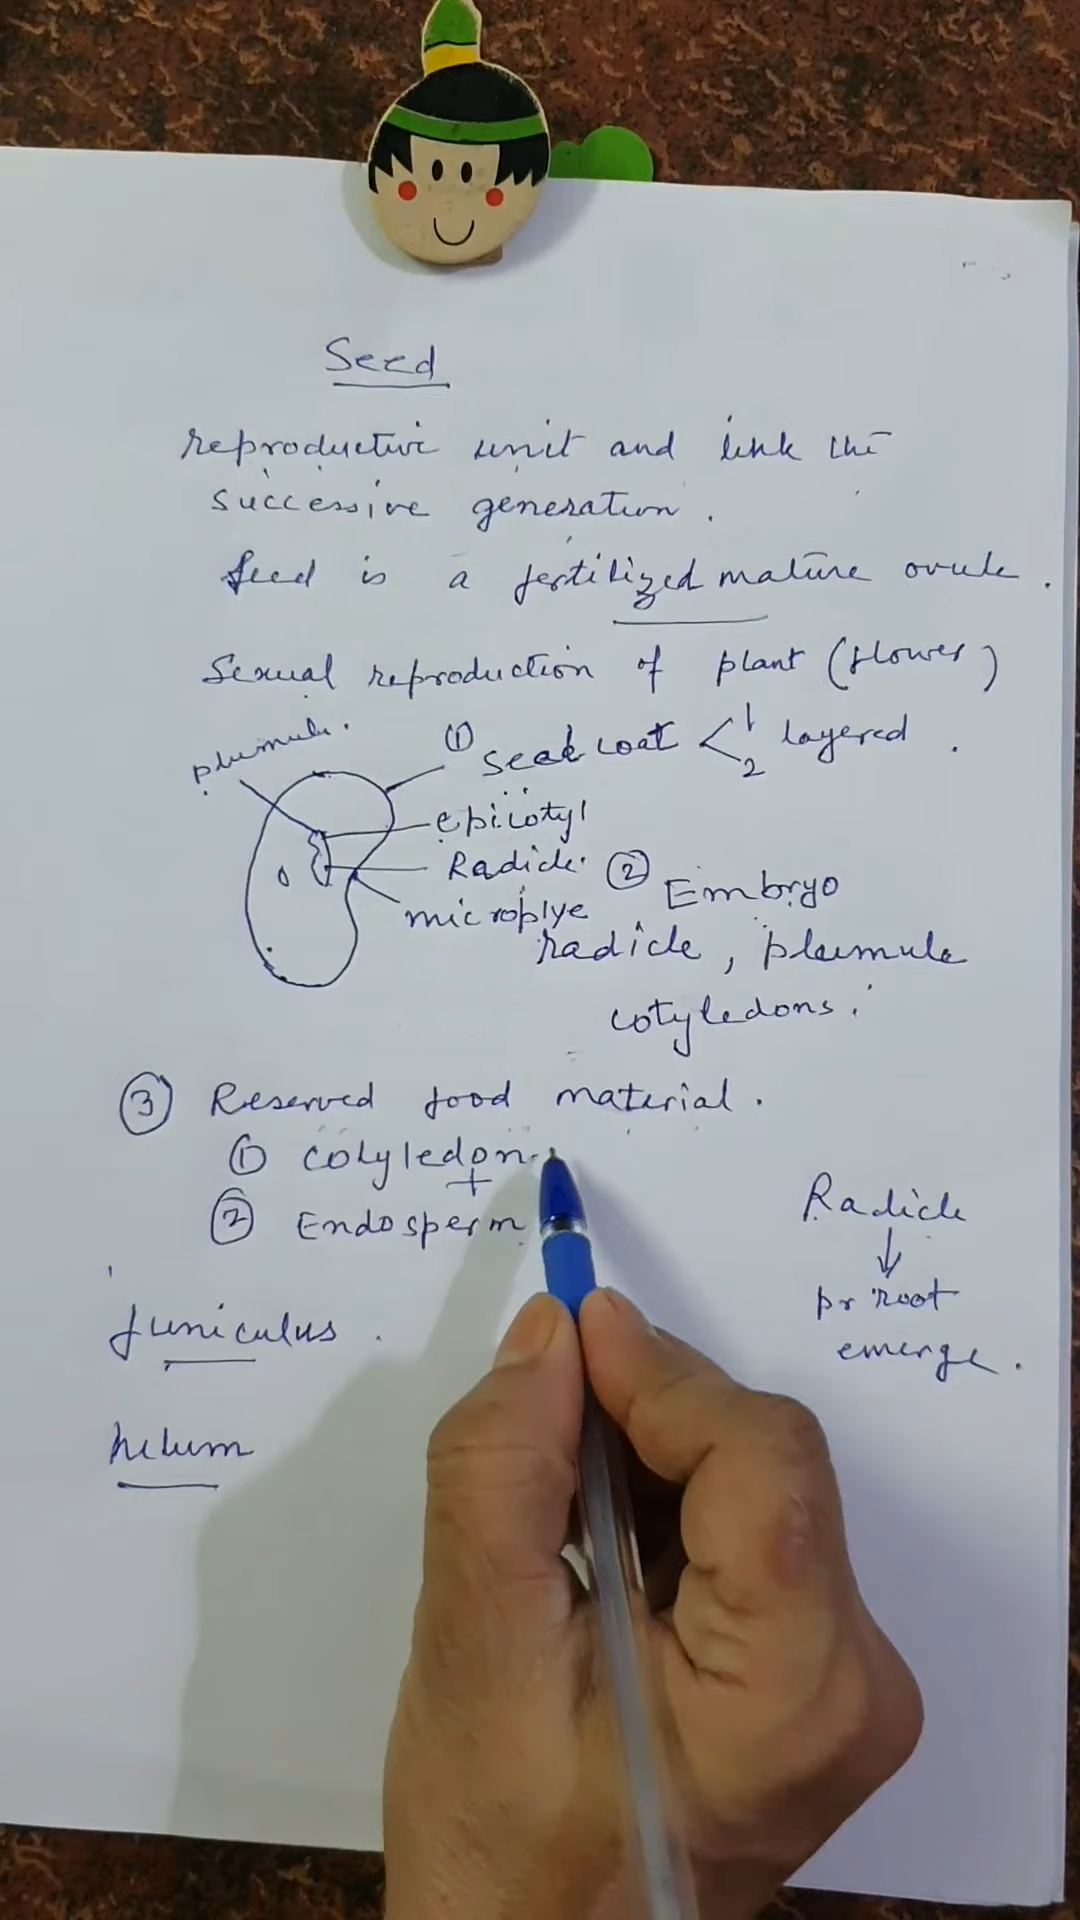 Seed
reproductive unit and link the
successive generation.
Seed is a fertilized mature ovule.
Sexual reproduction of plant (flower)
plumule.
① Seed coat < 1 2 layered.
epicotyl
Radicle.
② Embryo
microplye
radicle, plumule
cotyledons.
③ Reserved food material.
① cotyledon
+
② Endosperm
Radicle
↓
pr root
emerge.
funiculus.
hilum